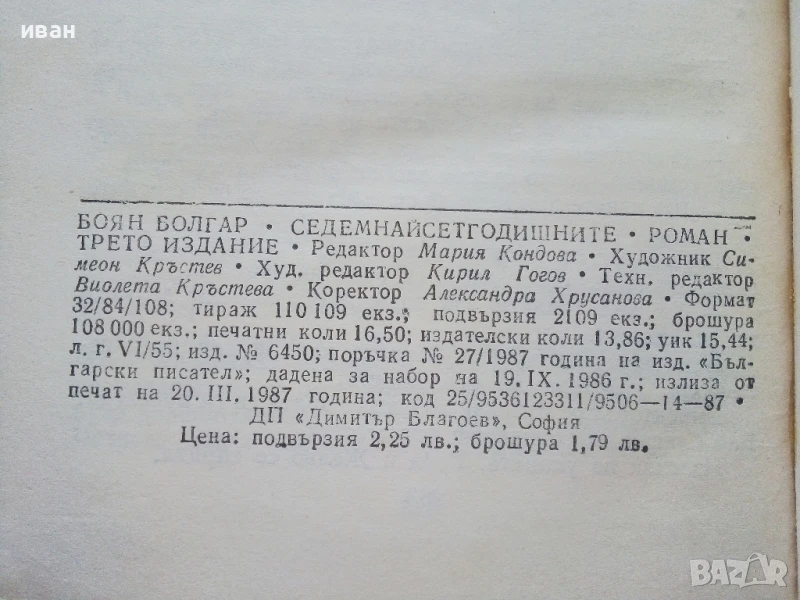 иван
БОЯН БОЛГАР • СЕДЕМНАЙСЕТГОДИШНИТЕ • РОМАН •
ТРЕТО ИЗДАНИЕ • Редактор Мария Кондова • Художник Си-
меон Кръстев • Худ. редактор Кирил Гогов • Техн. редактор
Виолета Кръстева • Коректор Александра Хрусанова • Формат
32/84/108; тираж 110 109 екз.; подвързия 2109 екз.; брошура
108 000 екз.; печатни коли 16,50; издателски коли 13,86; уик 15,44;
л. г. VI/55; изд. № 6450; поръчка № 27/1987 година на изд. «Бъл-
гарски писател»; дадена за набор на 19. IX. 1986 г.; излиза от
печат на 20. III. 1987 година; код 25/9536123311/9506—14—87 •
ДП «Димитър Благоев», София
Цена: подвързия 2,25 лв.; брошура 1,79 лв.
BAZAR